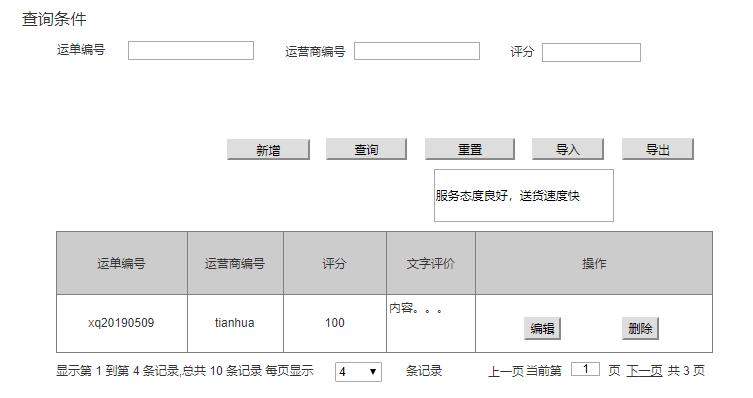 查询条件
运单编号 运营商编号 评分
新增 查询 重置 导入 导出
服务态度良好，送货速度快
运单编号 运营商编号 评分 文字评价 操作
xq20190509 tianhua 100 内容。。。 编辑 删除
显示第 1 到第 4 条记录,总共 10 条记录 每页显示 4 条记录 上一页 当前第 1 页 下一页 共 3 页